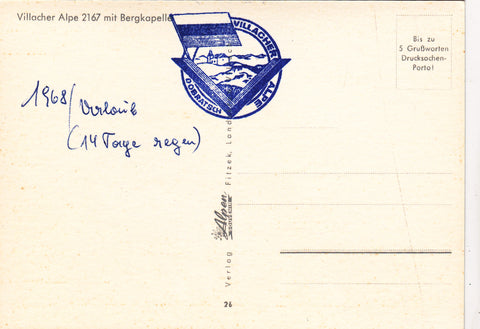 Villacher Alpe 2167 mit Bergkapelle
VILLACHER ALPE
DOBRATSCH
Bis zu
5 Grußworten
Drucksachen-
Porto!
1968/ Urlaub
(14 Tage regen)
Verlag
Alpen
Fitzek,
26